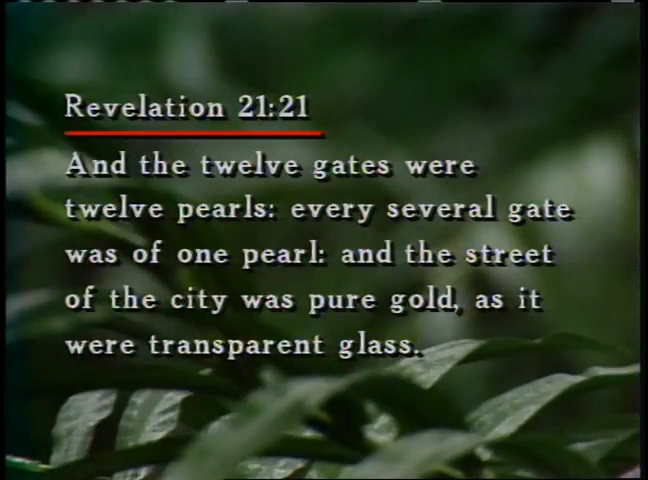 Revelation 21:21
And the twelve gates were
twelve pearls: every several gate
was of one pearl: and the street
of the city was pure gold, as it
were transparent glass.